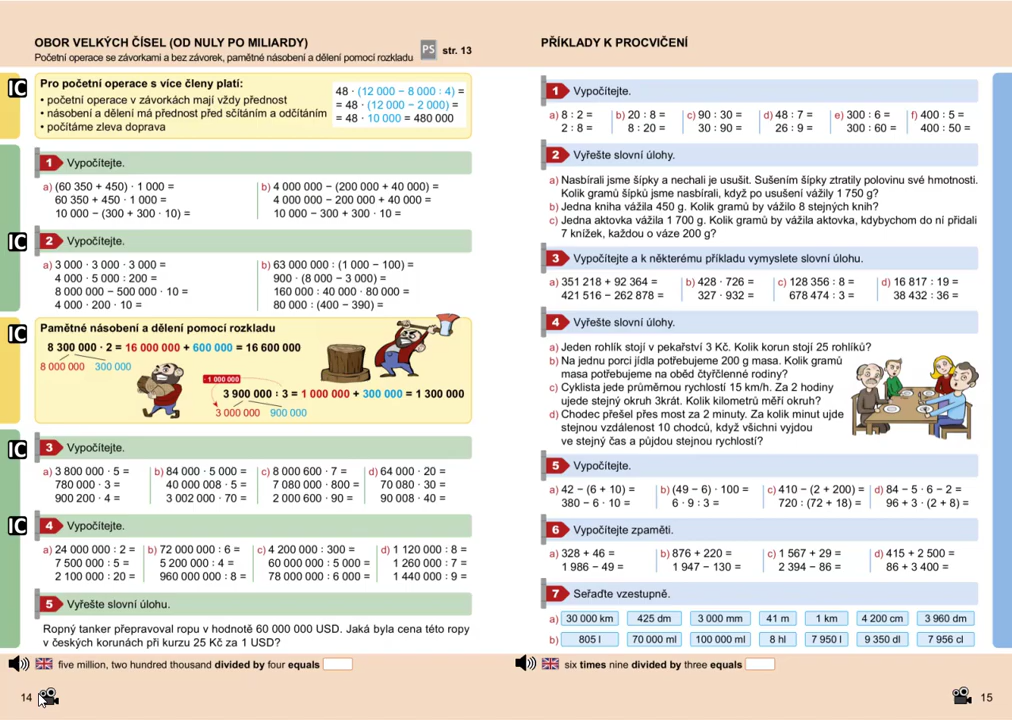 OBOR VELKÝCH ČÍSEL (OD NULY PO MILIARDY)
Početní operace se závorkami a bez závorek, pamětné násobení a dělení pomocí rozkladu
PS str. 13
IC
Pro početní operace s více členy platí:
• početní operace v závorkách mají vždy přednost
• násobení a dělení má přednost před sčítáním a odčítáním
• počítáme zleva doprava
48 · (12 000 − 8 000 : 4) =
= 48 · (12 000 − 2 000) =
= 48 · 10 000 = 480 000
1 Vypočítejte.
a) (60 350 + 450) · 1 000 =
60 350 + 450 · 1 000 =
10 000 − (300 + 300 · 10) =
b) 4 000 000 − (200 000 + 40 000) =
4 000 000 − 200 000 + 40 000 =
10 000 − 300 + 300 · 10 =
IC
2 Vypočítejte.
a) 3 000 · 3 000 · 3 000 =
4 000 · 5 000 : 200 =
8 000 000 − 500 000 · 10 =
4 000 · 200 · 10 =
b) 63 000 000 : (1 000 − 100) =
900 · (8 000 − 3 000) =
160 000 : 40 000 · 80 000 =
80 000 : (400 − 390) =
IC
Pamětné násobení a dělení pomocí rozkladu
8 300 000 · 2 = 16 000 000 + 600 000 = 16 600 000
8 000 000 300 000
- 1 000 000
3 900 000 : 3 = 1 000 000 + 300 000 = 1 300 000
3 000 000 900 000
IC
3 Vypočítejte.
a) 3 800 000 · 5 =
780 000 · 3 =
900 200 · 4 =
b) 84 000 · 5 000 =
40 000 008 · 5 =
3 002 000 · 70 =
c) 8 000 600 · 7 =
7 080 000 · 800 =
2 000 600 · 90 =
d) 64 000 · 20 =
70 080 · 30 =
90 008 · 40 =
IC
4 Vypočítejte.
a) 24 000 000 : 2 =
7 500 000 : 5 =
2 100 000 : 20 =
b) 72 000 000 : 6 =
5 200 000 : 4 =
960 000 000 : 8 =
c) 4 200 000 : 300 =
60 000 000 : 5 000 =
78 000 000 : 6 000 =
d) 1 120 000 : 8 =
1 260 000 : 7 =
1 440 000 : 9 =
5 Vyřešte slovní úlohu.
Ropný tanker přepravoval ropu v hodnotě 60 000 000 USD. Jaká byla cena této ropy
v českých korunách při kurzu 25 Kč za 1 USD?
five million, two hundred thousand divided by four equals
14
PŘÍKLADY K PROCVIČENÍ
1 Vypočítejte.
a) 8 : 2 =
2 : 8 =
b) 20 : 8 =
8 : 20 =
c) 90 : 30 =
30 : 90 =
d) 48 : 7 =
26 : 9 =
e) 300 : 6 =
300 : 60 =
f) 400 : 5 =
400 : 50 =
2 Vyřešte slovní úlohy.
a) Nasbírali jsme šípky a nechali je usušit. Sušením šípky ztratily polovinu své hmotnosti.
Kolik gramů šípků jsme nasbírali, když po usušení vážily 1 750 g?
b) Jedna kniha vážila 450 g. Kolik gramů by vážilo 8 stejných knih?
c) Jedna aktovka vážila 1 700 g. Kolik gramů by vážila aktovka, kdybychom do ní přidali
7 knížek, každou o váze 200 g?
3 Vypočítejte a k některému příkladu vymyslete slovní úlohu.
a) 351 218 + 92 364 =
421 516 − 262 878 =
b) 428 · 726 =
327 · 932 =
c) 128 356 : 8 =
678 474 : 3 =
d) 16 817 : 19 =
38 432 : 36 =
4 Vyřešte slovní úlohy.
a) Jeden rohlík stojí v pekařství 3 Kč. Kolik korun stojí 25 rohlíků?
b) Na jednu porci jídla potřebujeme 200 g masa. Kolik gramů
masa potřebujeme na oběd čtyřčlenné rodiny?
c) Cyklista jede průměrnou rychlostí 15 km/h. Za 2 hodiny
ujede stejný okruh 3krát. Kolik kilometrů měří okruh?
d) Chodec přešel přes most za 2 minuty. Za kolik minut ujde
stejnou vzdálenost 10 chodců, když všichni vyjdou
ve stejný čas a půjdou stejnou rychlostí?
5 Vypočítejte.
a) 42 − (6 + 10) =
380 − 6 · 10 =
b) (49 − 6) · 100 =
6 · 9 : 3 =
c) 410 − (2 + 200) =
720 : (72 + 18) =
d) 84 − 5 · 6 − 2 =
96 + 3 · (2 + 8) =
6 Vypočítejte zpaměti.
a) 328 + 46 =
1 986 − 49 =
b) 876 + 220 =
1 947 − 130 =
c) 1 567 + 29 =
2 394 − 86 =
d) 415 + 2 500 =
86 + 3 400 =
7 Seřaďte vzestupně.
a) 30 000 km 425 dm 3 000 mm 41 m 1 km 4 200 cm 3 960 dm
b) 805 l 70 000 ml 100 000 ml 8 hl 7 950 l 9 350 dl 7 956 cl
six times nine divided by three equals
15